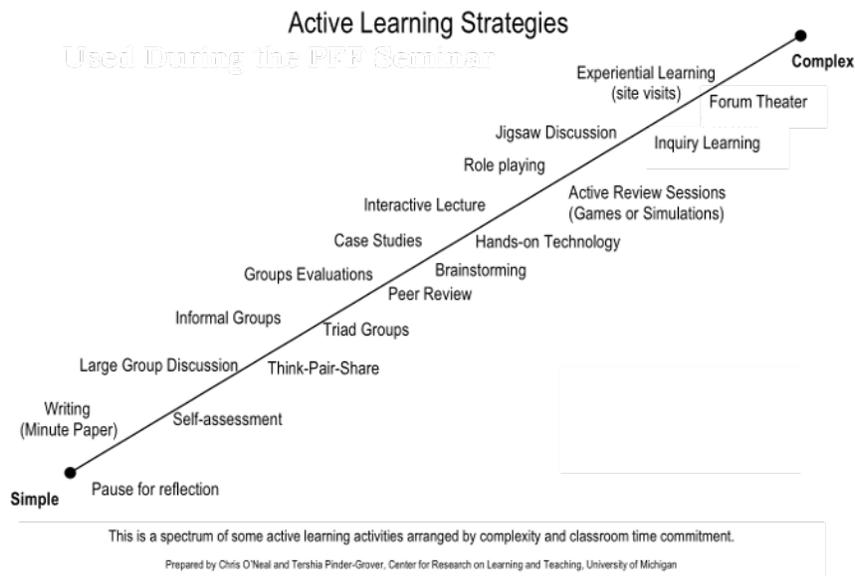 Active Learning Strategies
Used During the PFF Seminar
Complex
Experiential Learning
(site visits)
Forum Theater
Jigsaw Discussion
Inquiry Learning
Role playing
Active Review Sessions
(Games or Simulations)
Interactive Lecture
Case Studies
Hands-on Technology
Groups Evaluations
Brainstorming
Peer Review
Informal Groups
Triad Groups
Large Group Discussion
Think-Pair-Share
Writing
(Minute Paper)
Self-assessment
Simple
Pause for reflection
This is a spectrum of some active learning activities arranged by complexity and classroom time commitment.
Prepared by Chris O'Neal and Tershia Pinder-Grover, Center for Research on Learning and Teaching, University of Michigan